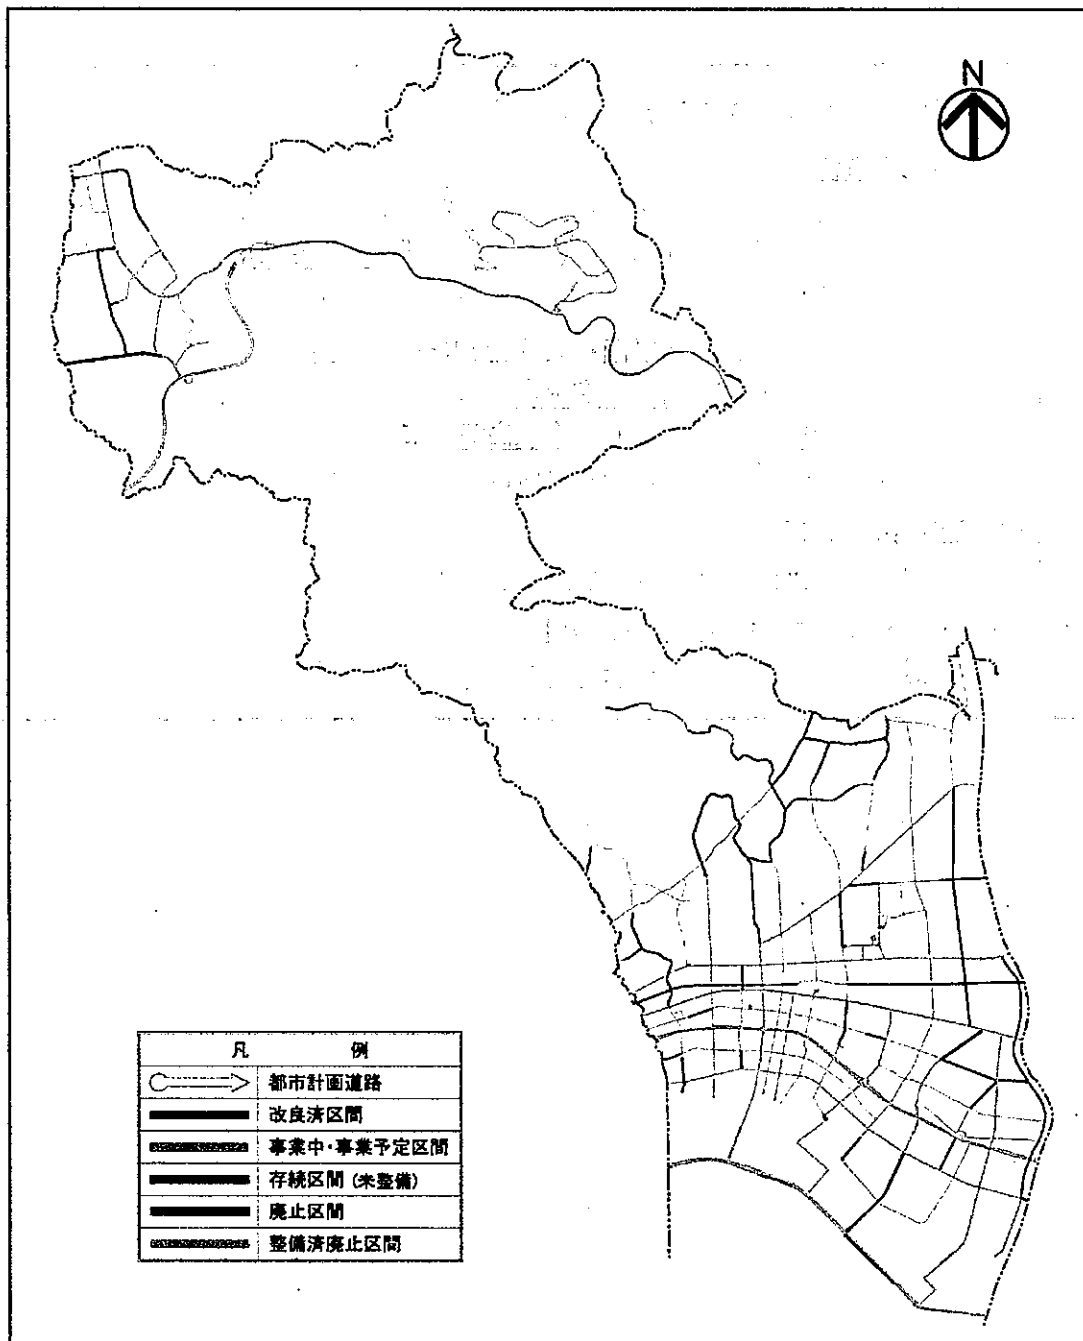 N
凡 例
都市計画道路
改良済区間
事業中・事業予定区間
存続区間 (未整備)
廃止区間
整備済廃止区間